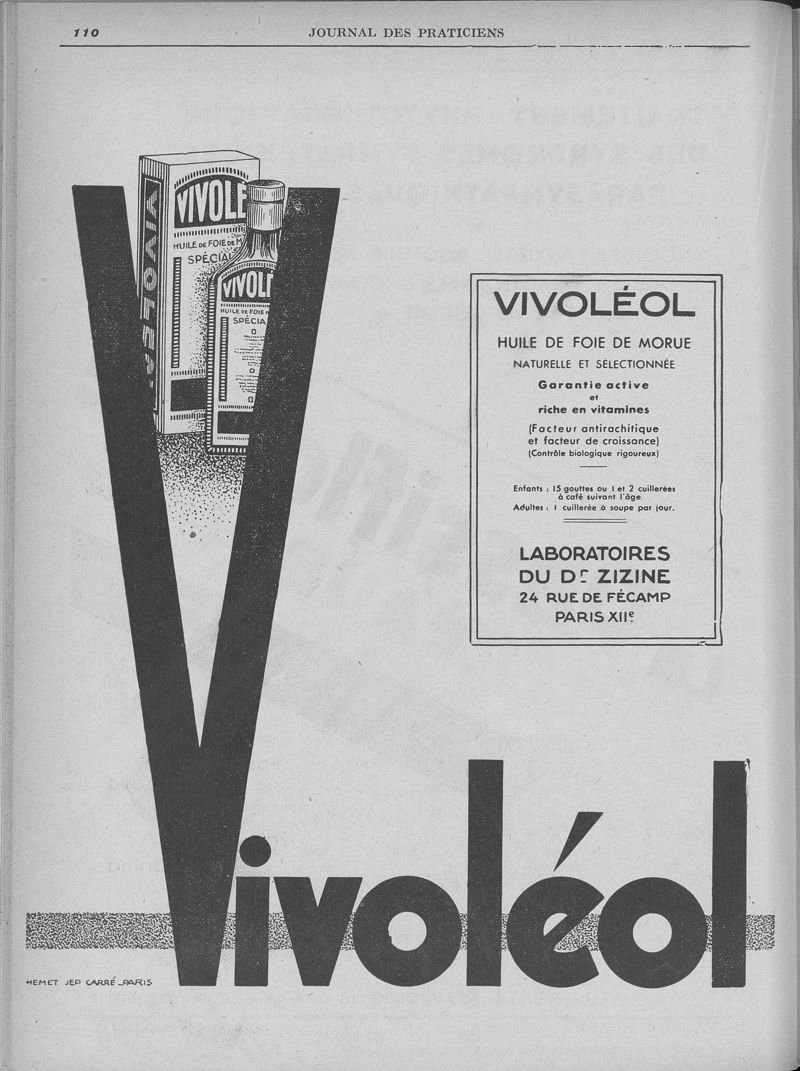 110
JOURNAL DES PRATICIENS
VIVOLE
HUILE DE FOIE DE M
SPÉCIAL
VIVOLÉ
HUILE DE FOIE
SPÉCIA
VIVOLÉOL
HUILE DE FOIE DE MORUE
NATURELLE ET SÉLECTIONNÉE
Garantie active
et
riche en vitamines
(Facteur antirachitique
et facteur de croissance)
(Contrôle biologique rigoureux)
Enfants : 15 gouttes ou 1 et 2 cuillerées
à café suivant l'âge.
Adultes : 1 cuillerée à soupe par jour.
LABORATOIRES
DU Dr ZIZINE
24 RUE DE FÉCAMP
PARIS XIIe
Vivoléol
HEMET JEP CARRÉ_PARIS